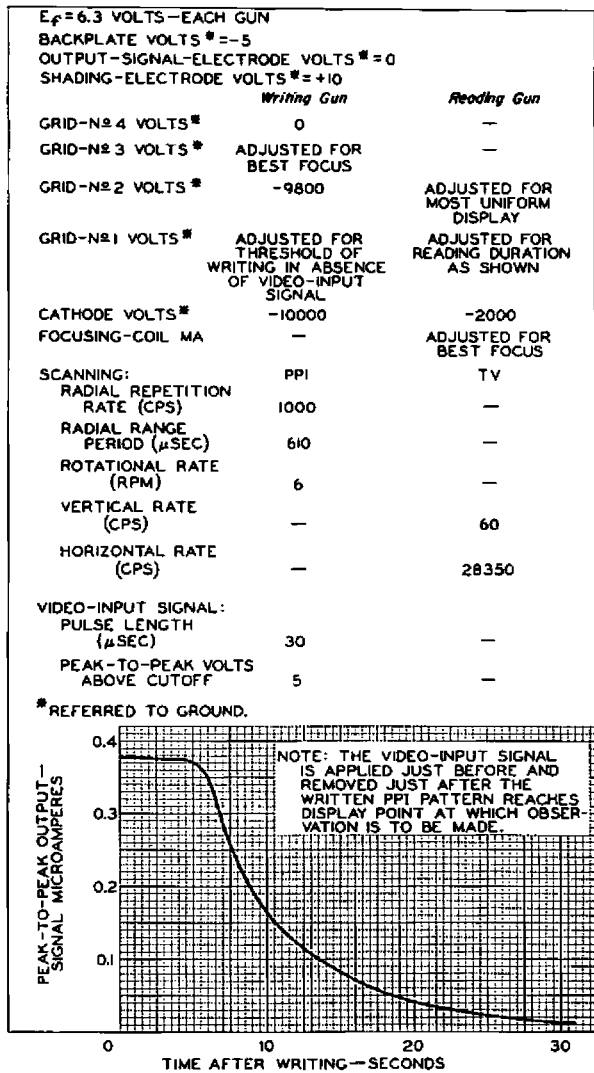 Ef=6.3 VOLTS—EACH GUN
BACKPLATE VOLTS*=-5
OUTPUT-SIGNAL-ELECTRODE VOLTS*=0
SHADING-ELECTRODE VOLTS*=+10
Writing Gun Reading Gun
GRID-Nº4 VOLTS* 0 —
GRID-Nº3 VOLTS* ADJUSTED FOR —
BEST FOCUS
GRID-Nº2 VOLTS* -9800 ADJUSTED FOR
MOST UNIFORM
DISPLAY
GRID-Nº1 VOLTS* ADJUSTED FOR ADJUSTED FOR
THRESHOLD OF READING DURATION
WRITING IN ABSENCE AS SHOWN
OF VIDEO-INPUT
SIGNAL
CATHODE VOLTS* -10000 -2000
FOCUSING-COIL MA — ADJUSTED FOR
BEST FOCUS
SCANNING: PPI TV
RADIAL REPETITION
RATE (CPS) 1000 —
RADIAL RANGE
PERIOD (µSEC) 610 —
ROTATIONAL RATE
(RPM) 6 —
VERTICAL RATE
(CPS) — 60
HORIZONTAL RATE
(CPS) — 28350
VIDEO-INPUT SIGNAL:
PULSE LENGTH
(µSEC) 30 —
PEAK-TO-PEAK VOLTS
ABOVE CUTOFF 5 —
*REFERRED TO GROUND.
NOTE: THE VIDEO-INPUT SIGNAL
IS APPLIED JUST BEFORE AND
REMOVED JUST AFTER THE
WRITTEN PPI PATTERN REACHES
DISPLAY POINT AT WHICH OBSER-
VATION IS TO BE MADE.
PEAK-TO-PEAK OUTPUT—
SIGNAL MICROAMPERES
0.4
0.3
0.2
0.1
0 10 20 30
TIME AFTER WRITING—SECONDS